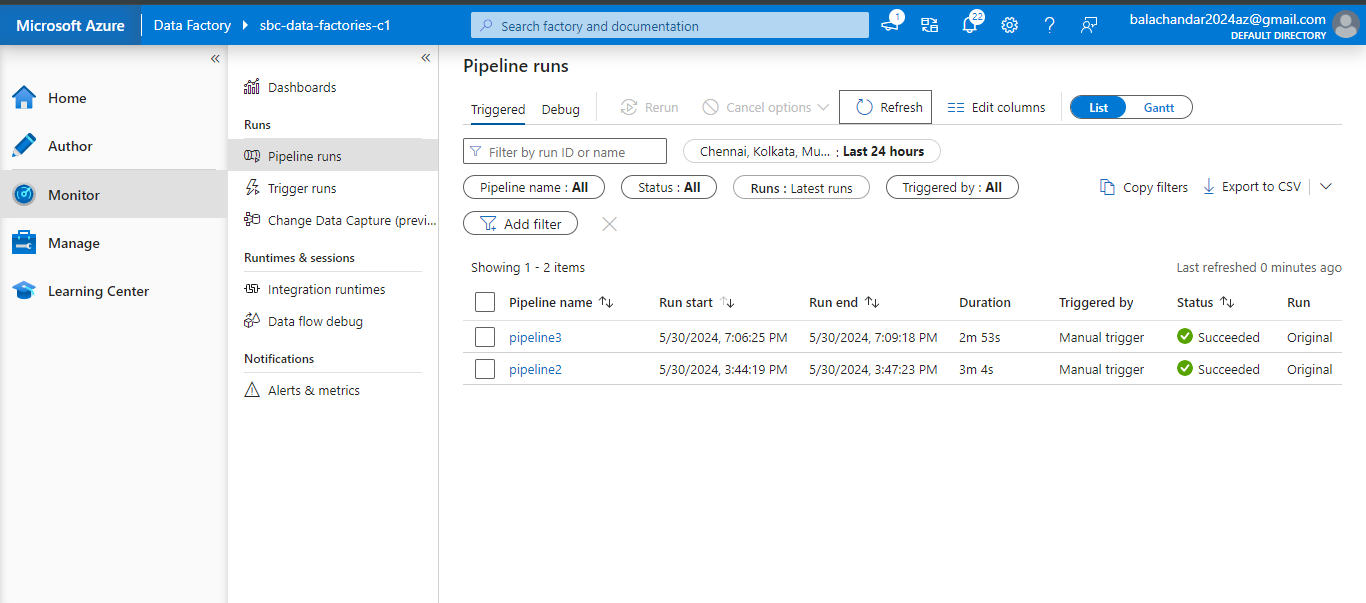 Microsoft Azure
Data Factory
sbc-data-factories-c1
Search factory and documentation
1
22
balachandar2024az@gmail.com
DEFAULT DIRECTORY
Home
Author
Monitor
Manage
Learning Center
Dashboards
Runs
Pipeline runs
Trigger runs
Change Data Capture (previ...
Runtimes & sessions
Integration runtimes
Data flow debug
Notifications
Alerts & metrics
Pipeline runs
Triggered Debug Rerun Cancel options Refresh Edit columns List Gantt
Filter by run ID or name Chennai, Kolkata, Mu... : Last 24 hours
Pipeline name : All Status : All Runs : Latest runs Triggered by : All Copy filters Export to CSV
Add filter
Showing 1 - 2 items Last refreshed 0 minutes ago
Pipeline name Run start Run end Duration Triggered by Status Run
pipeline3 5/30/2024, 7:06:25 PM 5/30/2024, 7:09:18 PM 2m 53s Manual trigger Succeeded Original
pipeline2 5/30/2024, 3:44:19 PM 5/30/2024, 3:47:23 PM 3m 4s Manual trigger Succeeded Original